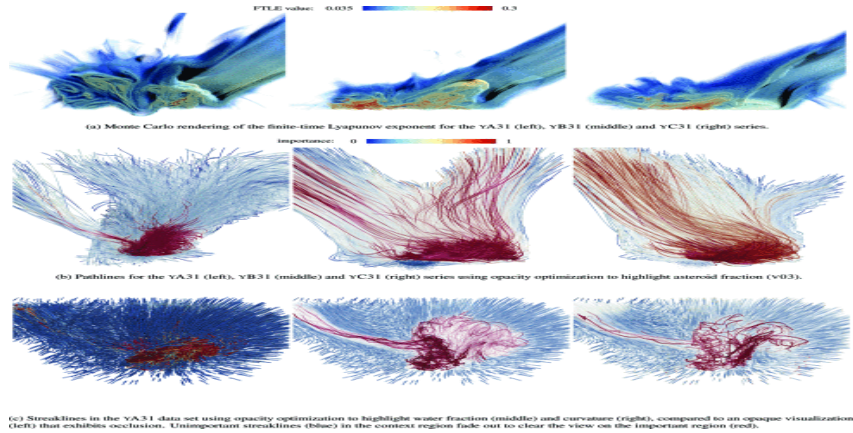 FTLE value: 0.035 0.3
(a) Monte Carlo rendering of the finite-time Lyapunov exponent for the YA31 (left), YB31 (middle) and YC31 (right) series.
importance: 0 1
(b) Pathlines for the YA31 (left), YB31 (middle) and YC31 (right) series using opacity optimization to highlight asteroid fraction (V03).
(c) Streaklines in the YA31 data set using opacity optimization to highlight water fraction (middle) and curvature (right), compared to an opaque visualization
(left) that exhibits occlusion. Unimportant streaklines (blue) in the context region fade out to clear the view on the important region (red).